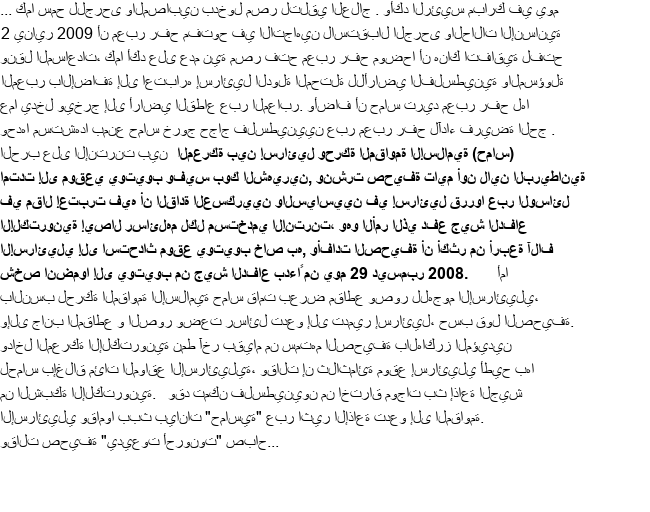 ... كما سمح للجرحى والمصابين بدخول مصر لتلقي العلاج . وأكد الرئيس مبارك في يوم
2 يناير 2009 أن معبر رفح مفتوح في الاتجاهين لاستقبال الجرحى والحالات الإنسانية
ونقل المساعدات، كما أكد على عدم نية مصر فتح معبر رفح موضحا أن هناك اتفاقية لفتح
المعبر بالإضافة إلى اعتباره إسرائيل الدولة المحتلة للأراضي الفلسطينية والمسؤولة
عما يدخل ويخرج إلى أراضي القطاع عبر المعابر. وأضاف أن حماس تريد معبر رفح لها
وحدها مستشهدا بمنع حماس خروج حجاج فلسطينيين عبر معبر رفح لآداء فريضة الحج .
الحرب على الإنترنت بين المعركة بين إسرائيل وحركة المقاومة الإسلامية (حماس)
امتدت إلى موقعي يوتيوب وفيس بوك الشهيرين, ونشرت صحيفة تايم أون لاين البريطانية
في مقال إعتبرت فيه أن القادة العسكريين والسياسيين في إسرائيل قرروا عبر الوسائل
الإلكترونية إيصال رسائلهم لكل مستخدمي الإنترنت، وهو الأمر الذي دفع جيش الدفاع
الإسرائيلي إلى استحداث موقع يوتيوب خاص به, وأفادت الصحيفة أن أكثر من أربعة آلاف
شخص انضموا إلى يوتيوب من جيش الدفاع بدءاً من يوم 29 ديسمبر 2008. أما
بالنسب لحركة المقاومة الإسلامية حماس قامت بعرض مقاطع وصور للهجوم الإسرائيلي،
وإلى جانب المقاطع و الصور وضعت رسائل تدعو إلى تدمير إسرائيل، حسب قول الصحيفة.
وداخل المعركة الإلكترونية نمط آخر بقيام من سمتهم الصحيفة بالهاكرز المؤيدين
لحماس بإغلاق مئات المواقع الإسرائيلية، وقالت إن ثلاثمائة موقع إسرائيلي أطيح بها
من الشبكة الإلكترونية. وقد تمكن فلسطينيون من اختراق موجات بث إذاعة الجيش
الإسرائيلي وقاموا ببث بيانات "حماسية" عبر اثير الإذاعة تدعو إلى المقاومة.
وقالت صحيفة "يديعوت أحرونوت" صباح...